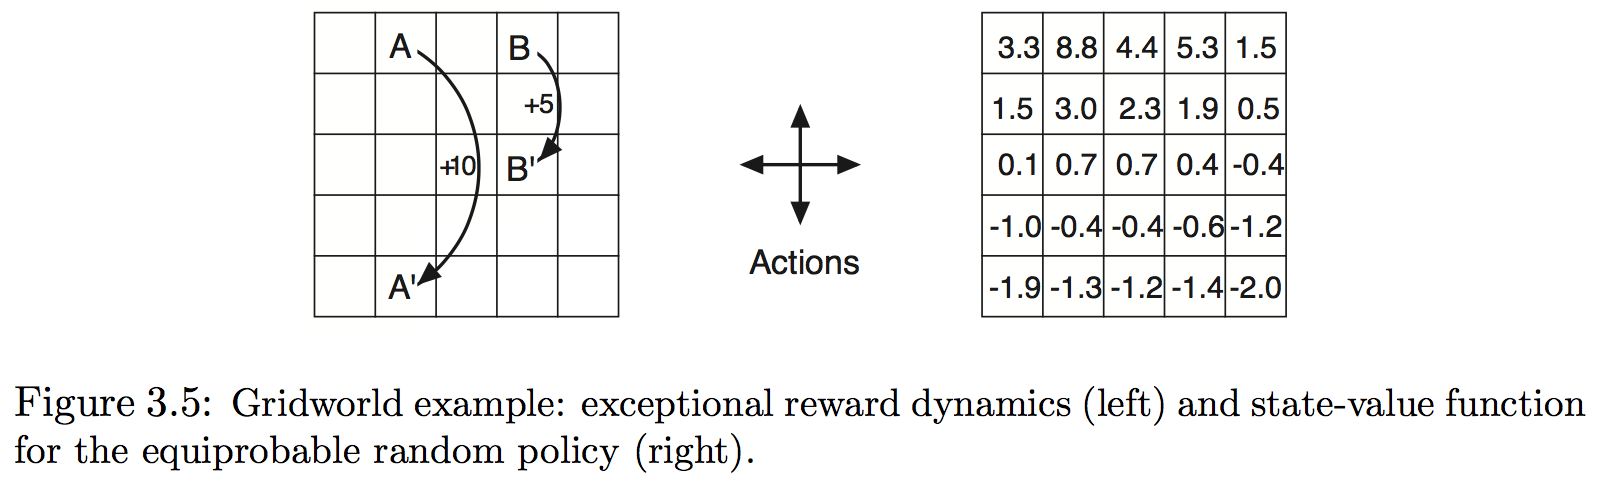 A B
+5
+10 B'
A'
Actions
3.3 8.8 4.4 5.3 1.5
1.5 3.0 2.3 1.9 0.5
0.1 0.7 0.7 0.4 -0.4
-1.0 -0.4 -0.4 -0.6 -1.2
-1.9 -1.3 -1.2 -1.4 -2.0
Figure 3.5: Gridworld example: exceptional reward dynamics (left) and state-value function
for the equiprobable random policy (right).